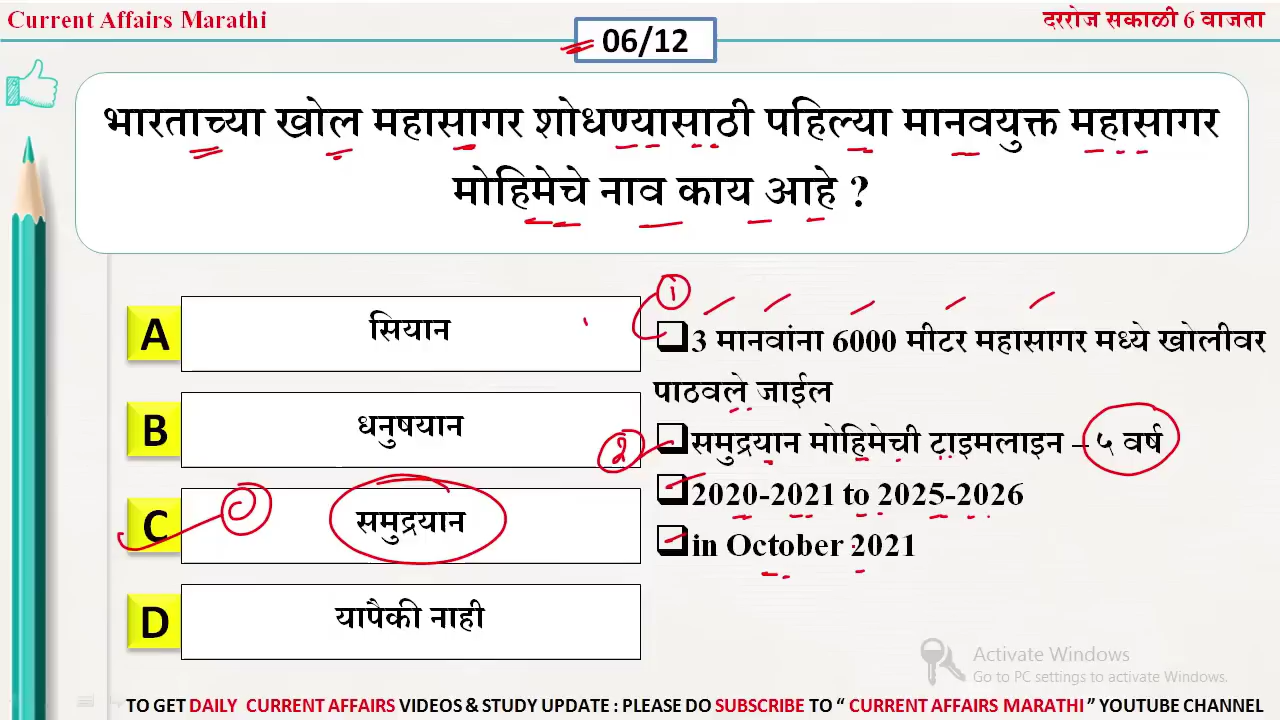 Current Affairs Marathi
दररोज सकाळी 6 वाजता
06/12
भारताच्या खोल महासागर शोधण्यासाठी पहिल्या मानवयुक्त महासागर
मोहिमेचे नाव काय आहे ?
A सियान
B धनुषयान
C समुद्रयान
D यापैकी नाही
1
3 मानवांना 6000 मीटर महासागर मध्ये खोलीवर
पाठवले जाईल
2 समुद्रयान मोहिमेची टाइमलाइन – ५ वर्ष
2020-2021 to 2025-2026
in October 2021
Activate Windows
Go to PC settings to activate Windows.
TO GET DAILY CURRENT AFFAIRS VIDEOS & STUDY UPDATE : PLEASE DO SUBSCRIBE TO “ CURRENT AFFAIRS MARATHI ” YOUTUBE CHANNEL